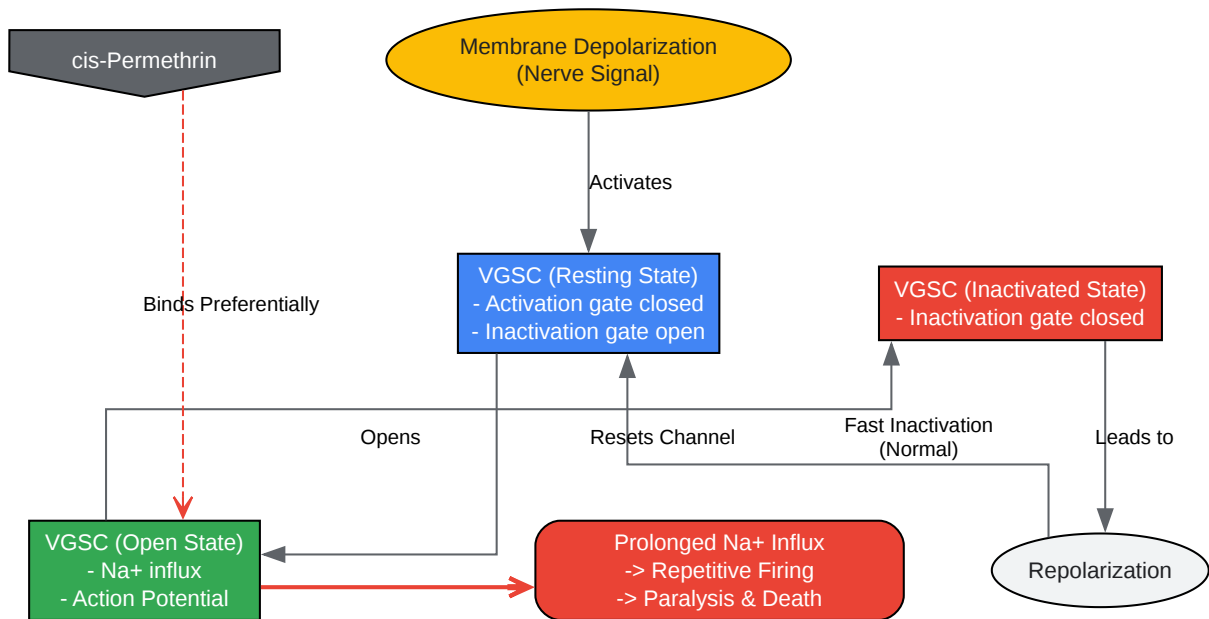 cis-Permethrin
Membrane Depolarization
(Nerve Signal)
Activates
VGSC (Resting State)
- Activation gate closed
- Inactivation gate open
VGSC (Inactivated State)
- Inactivation gate closed
Binds Preferentially
Opens
Resets Channel
Fast Inactivation
(Normal)
Leads to
VGSC (Open State)
- Na+ influx
- Action Potential
Prolonged Na+ Influx
-> Repetitive Firing
-> Paralysis & Death
Repolarization